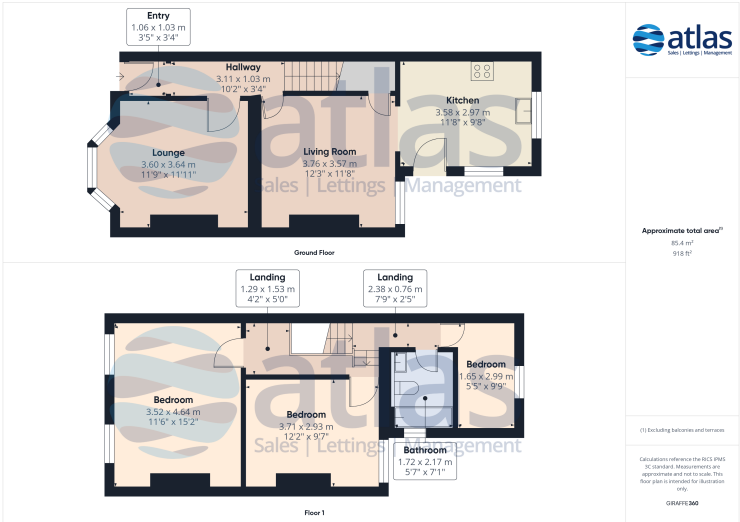 Entry
1.06 x 1.03 m
3'5" x 3'4"
Hallway
3.11 x 1.03 m
10'2" x 3'4"
Kitchen
3.58 x 2.97 m
11'8" x 9'8"
Lounge
3.60 x 3.64 m
11'9" x 11'11"
Living Room
3.76 x 3.57 m
12'3" x 11'8"
atlas
Sales | Lettings | Management
Ground Floor
Landing
1.29 x 1.53 m
4'2" x 5'0"
Landing
2.38 x 0.76 m
7'9" x 2'5"
Bedroom
3.52 x 4.64 m
11'6" x 15'2"
Bedroom
3.71 x 2.93 m
12'2" x 9'7"
Bedroom
1.65 x 2.99 m
5'5" x 9'9"
Bathroom
1.72 x 2.17 m
5'7" x 7'1"
atlas
Sales | Lettings | Management
Floor 1
atlas
Sales | Lettings | Management
Approximate total area(1)
85.4 m²
918 ft²
(1) Excluding balconies and terraces
Calculations reference the RICS IPMS
3C standard. Measurements are
approximate and not to scale. This
floor plan is intended for illustration
only.
GIRAFFE360